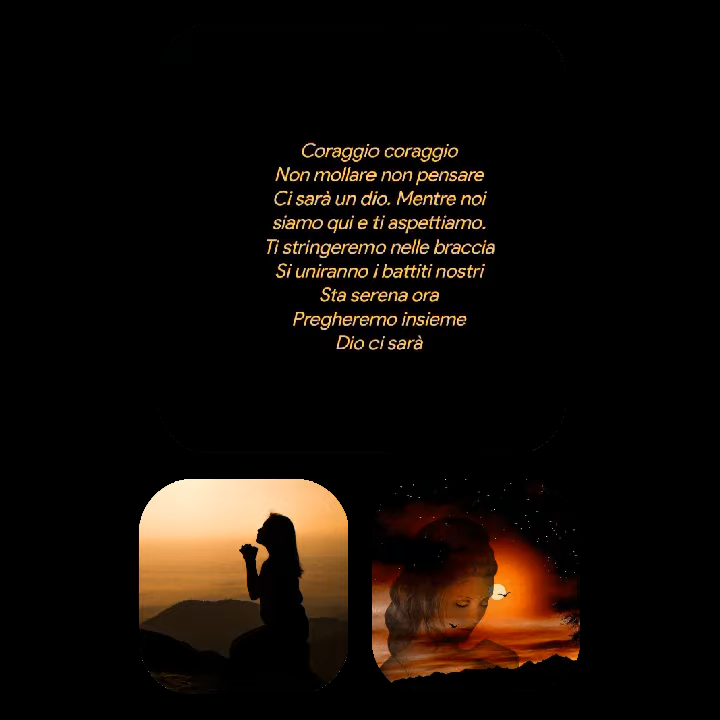 Coraggio coraggio
Non mollare non pensare
Ci sarà un dio. Mentre noi
siamo qui e ti aspettiamo.
Ti stringeremo nelle braccia
Si uniranno i battiti nostri
Sta serena ora
Pregheremo insieme
Dio ci sarà